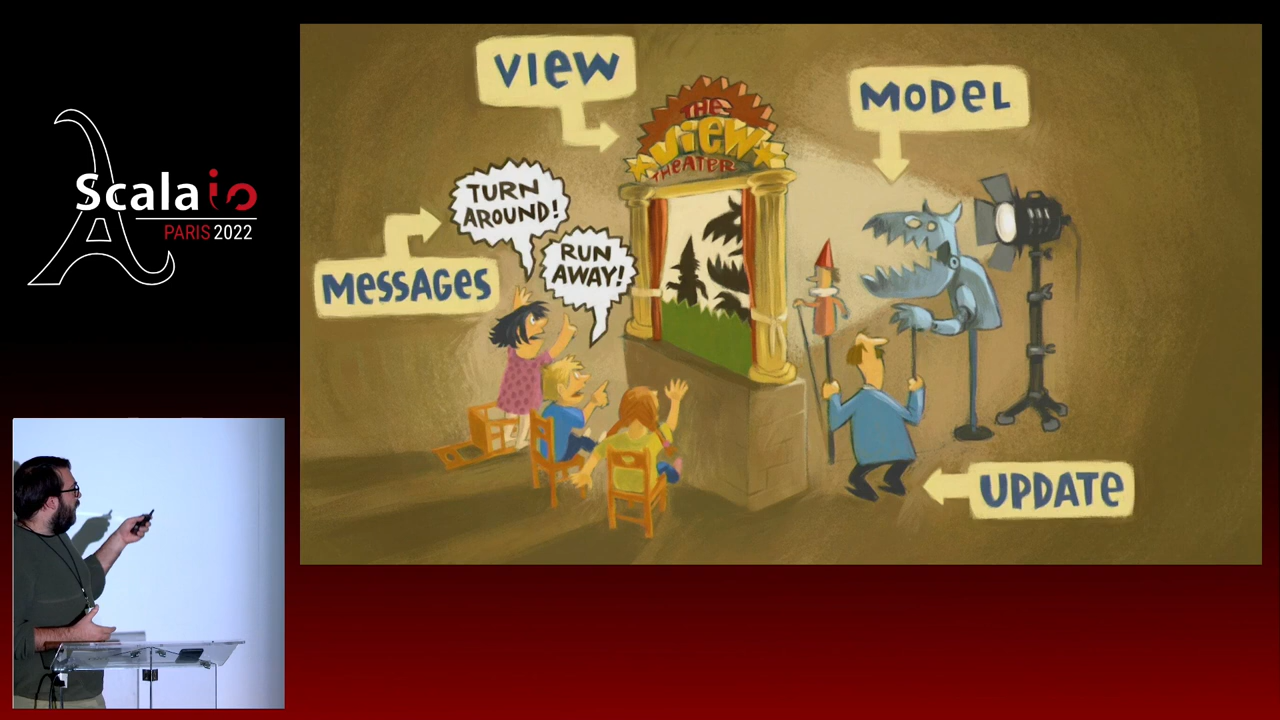 Scala io
PARIS 2022
VIEW
MODEL
THE
VIEW
THEATER
TURN
AROUND!
RUN
AWAY!
MESSAGES
UPDATE